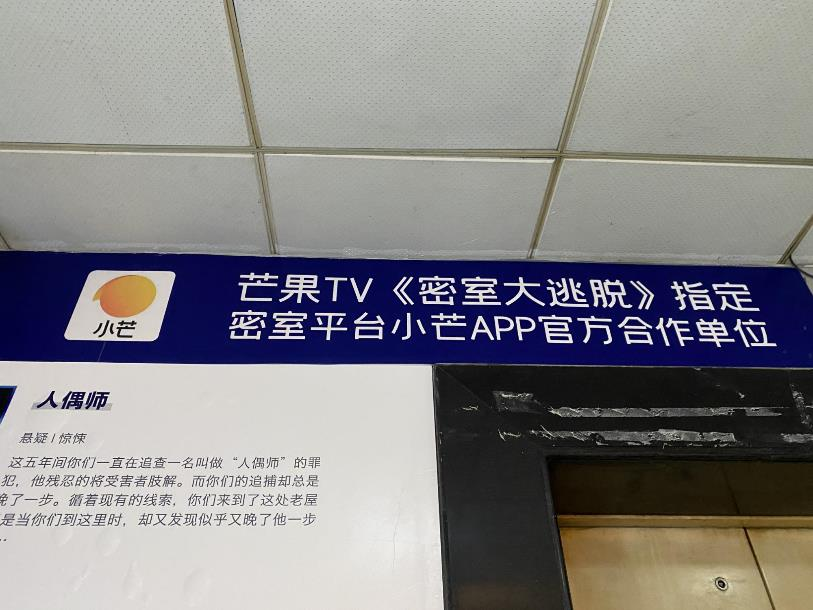 芒果TV《密室大逃脱》指定
密室平台小芒APP官方合作单位
小芒
人偶师
悬疑 / 惊悚
这五年间你们一直在追查一名叫做“人偶师”的罪
犯，他残忍的将受害者肢解。而你们的追捕却总是
晚了一步。循着现有的线索，你们来到了这处老屋
是当你们到这里时，却又发现似乎又晚了他一步